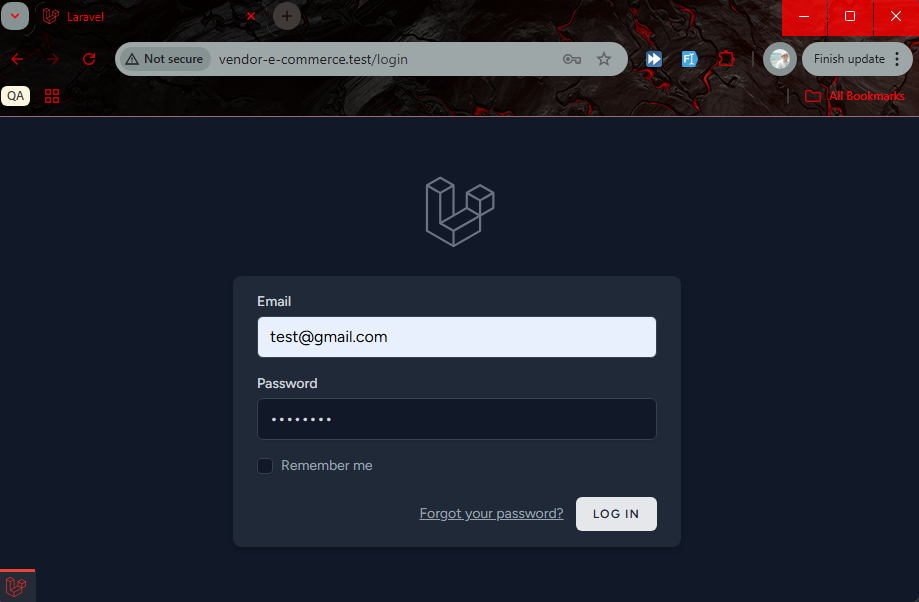 Laravel
Not secure vendor-e-commerce.test/login
Finish update
QA
All Bookmarks
Email
test@gmail.com
Password
••••••••
Remember me
Forgot your password? LOG IN